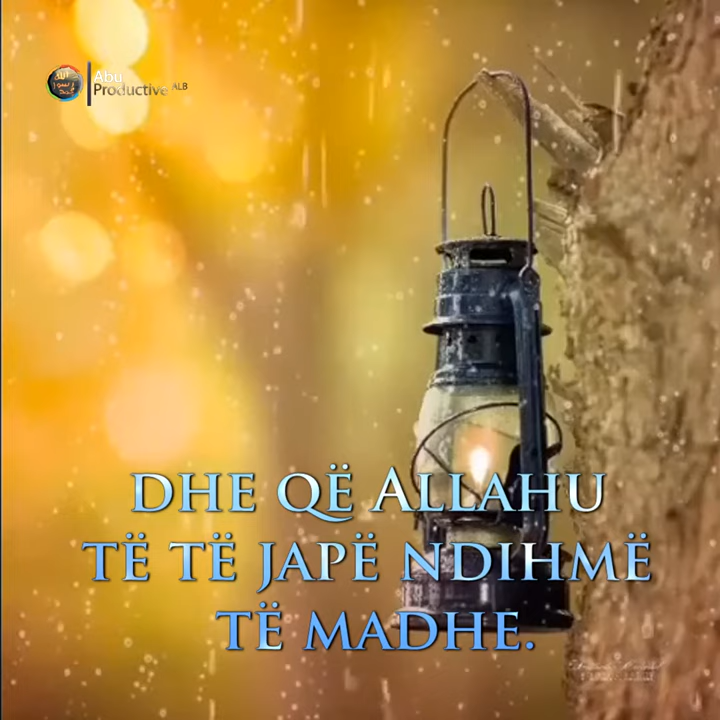 Abu
Productive ALB
DHE QË ALLAHU
TË TË JAPË NDIHMË
TË MADHE.